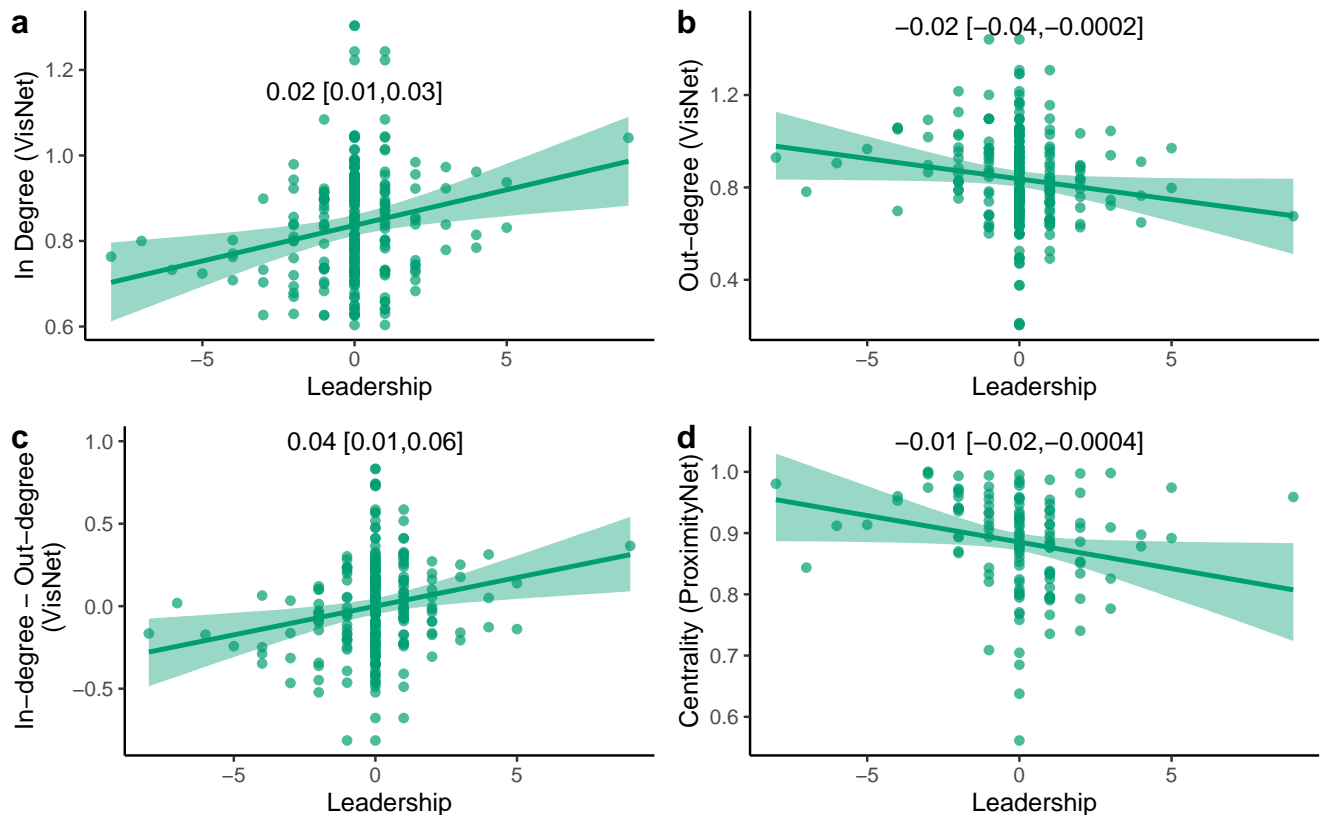 a
0.02 [0.01,0.03]
In Degree (VisNet)
1.2
1.0
0.8
0.6
−5
0
5
Leadership
b
−0.02 [−0.04,−0.0002]
Out−degree (VisNet)
1.2
0.8
0.4
−5
0
5
Leadership
c
0.04 [0.01,0.06]
In−degree − Out−degree
(VisNet)
1.0
0.5
0.0
−0.5
−5
0
5
Leadership
d
−0.01 [−0.02,−0.0004]
Centrality (ProximityNet)
1.0
0.9
0.8
0.7
0.6
−5
0
5
Leadership